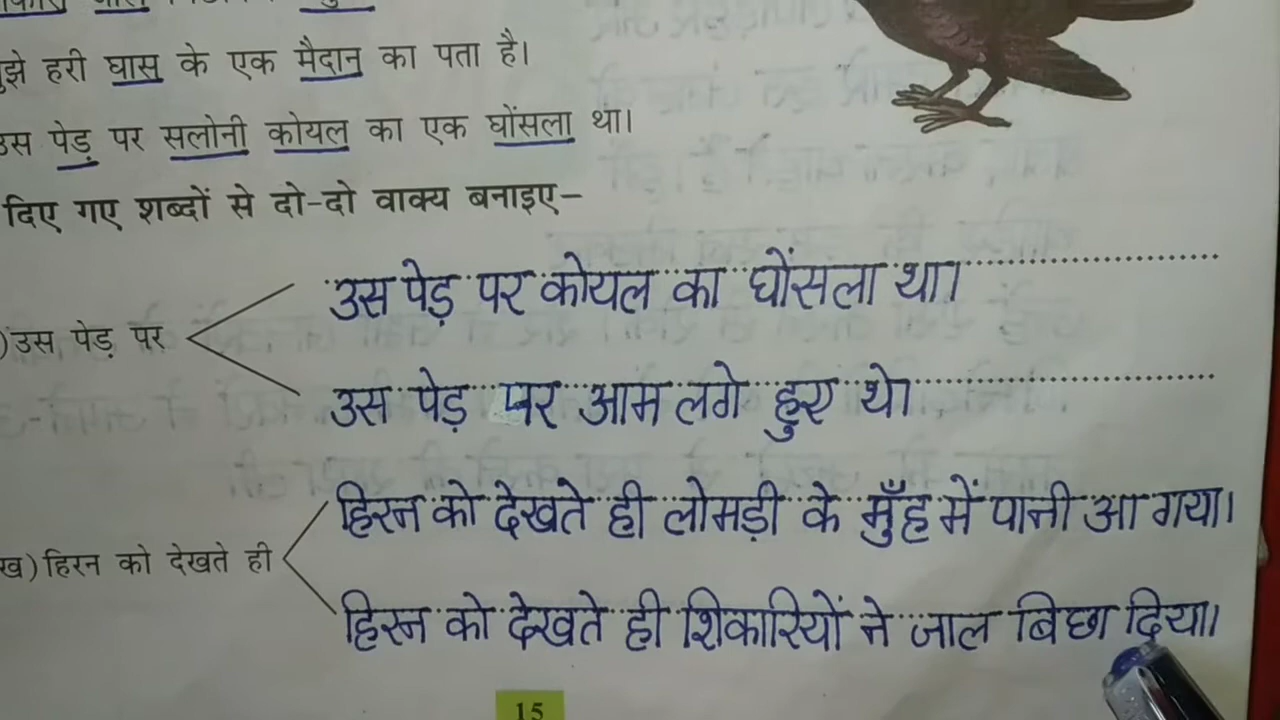 जाल
मुझे हरी घास के एक मैदान का पता है।
उस पेड़ पर सलोनी कोयल का एक घोंसला था।
दिए गए शब्दों से दो-दो वाक्य बनाइए–
) उस पेड़ पर
उस पेड़ पर कोयल का घोंसला था।
उस पेड़ पर आम लगे हुए थे।
ख) हिरन को देखते ही
हिरन को देखते ही लोमड़ी के मुँह में पानी आ गया।
हिरन को देखते ही शिकारियों ने जाल बिछा दिया।
15